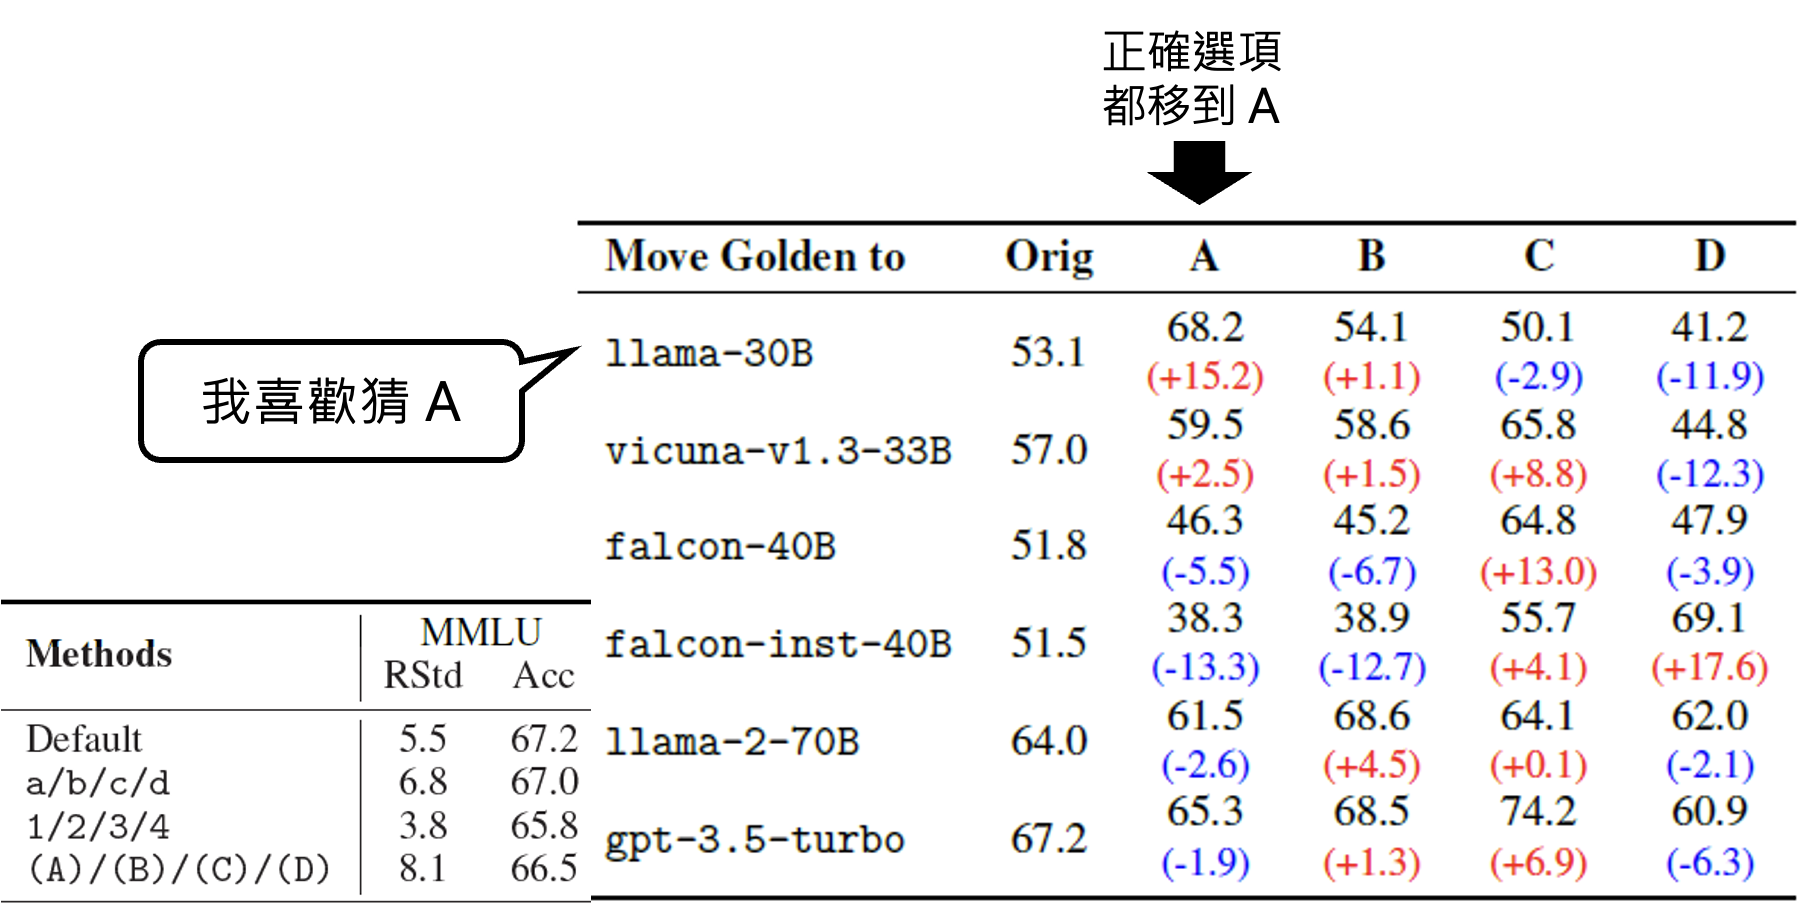 正確選項
都移到 A
Move Golden to Orig A B C D
我喜歡猜 A
llama-30B 53.1 68.2 54.1 50.1 41.2
(+15.2) (+1.1) (-2.9) (-11.9)
vicuna-v1.3-33B 57.0 59.5 58.6 65.8 44.8
(+2.5) (+1.5) (+8.8) (-12.3)
falcon-40B 51.8 46.3 45.2 64.8 47.9
(-5.5) (-6.7) (+13.0) (-3.9)
falcon-inst-40B 51.5 38.3 38.9 55.7 69.1
(-13.3) (-12.7) (+4.1) (+17.6)
llama-2-70B 64.0 61.5 68.6 64.1 62.0
(-2.6) (+4.5) (+0.1) (-2.1)
gpt-3.5-turbo 67.2 65.3 68.5 74.2 60.9
(-1.9) (+1.3) (+6.9) (-6.3)
Methods MMLU
RStd Acc
Default 5.5 67.2
a/b/c/d 6.8 67.0
1/2/3/4 3.8 65.8
(A)/(B)/(C)/(D) 8.1 66.5